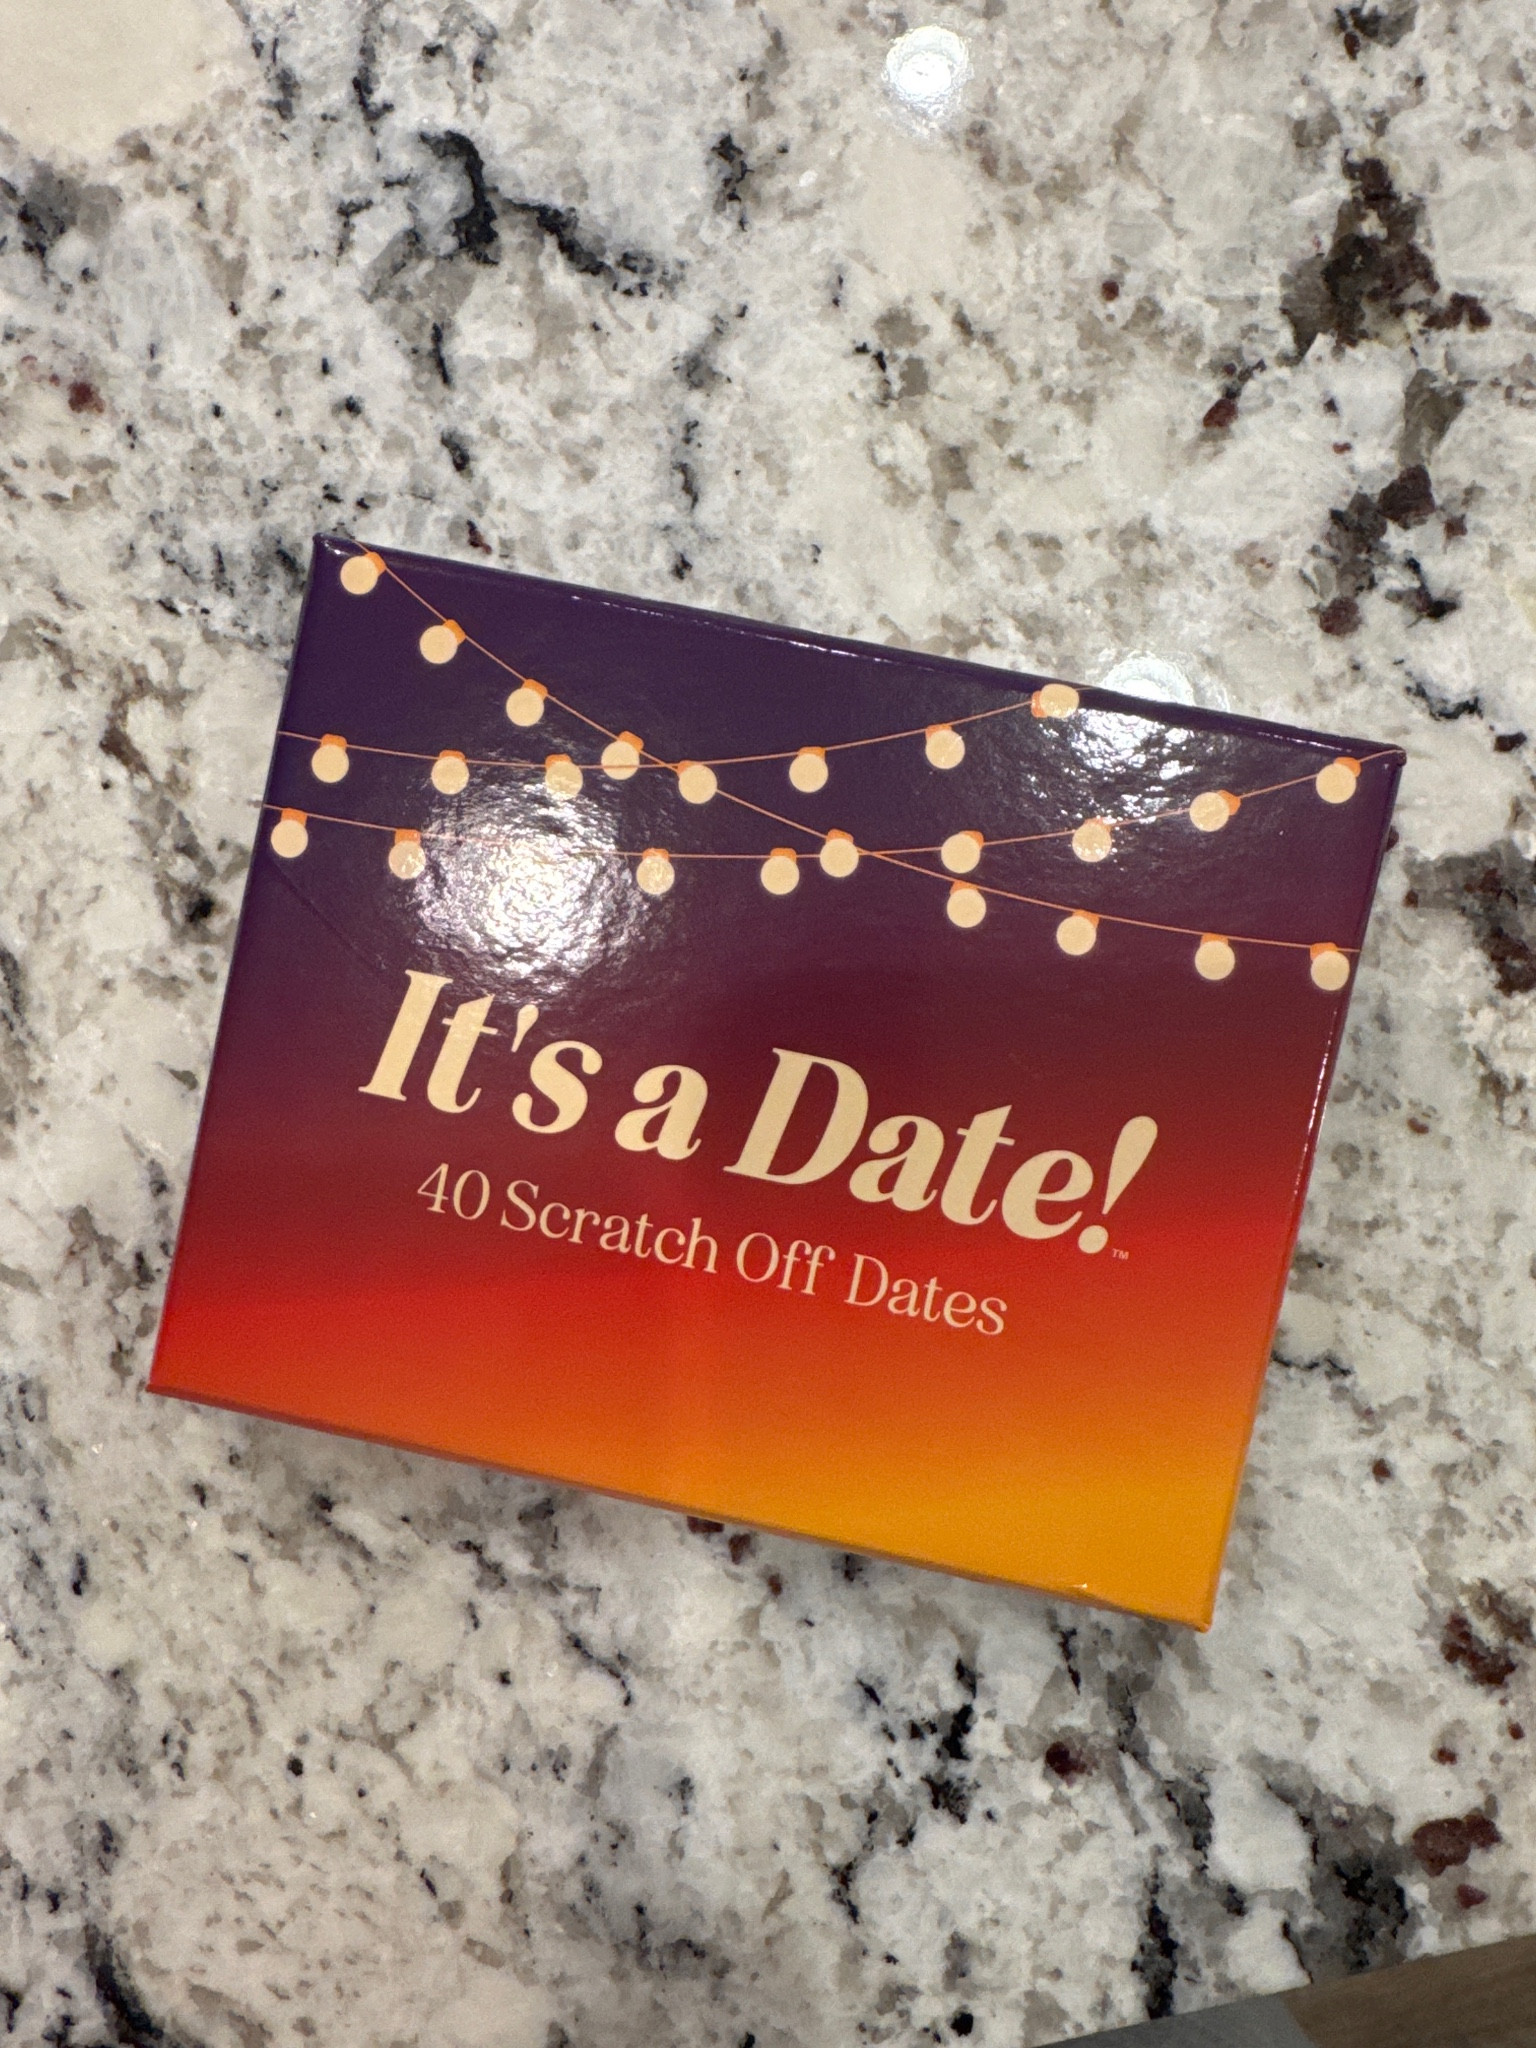 It's a Date!™
40 Scratch Off Dates